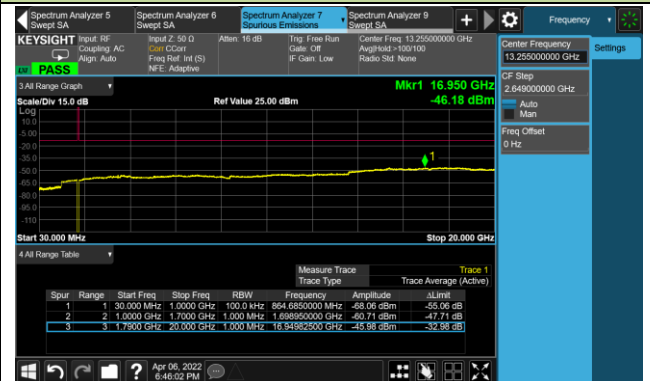 Spectrum Analyzer 5
Swept SA
Spectrum Analyzer 6
Swept SA
Spectrum Analyzer 7
Spurious Emissions
Spectrum Analyzer 9
Swept SA
Frequency
KEYSIGHT
Input: RF
Coupling: AC
Align: Auto
Input Z: 50 Ω
Corr CCorr
Freq Ref: Int (S)
NFE: Adaptive
Atten: 16 dB
Trig: Free Run
Gate: Off
IF Gain: Low
Center Freq: 13.255000000 GHz
Avg|Hold:>100/100
Radio Std: None
PASS
Center Frequency
13.255000000 GHz
Settings
CF Step
2.649000000 GHz
Auto
Man
Freq Offset
0 Hz
3 All Range Graph
Mkr1 16.950 GHz
Scale/Div 15.0 dB
Ref Value 25.00 dBm
-46.18 dBm
Log
10.0
-5.00
-20.0
-35.0
-50.0
-65.0
-80.0
-95.0
-110
1
Start 30.000 MHz
Stop 20.000 GHz
4 All Range Table
Measure Trace Trace 1
Trace Type Trace Average (Active)
Spur Range Start Freq Stop Freq RBW Frequency Amplitude ΔLimit
1 1 30.000 MHz 1.0000 GHz 100.0 kHz 864.6850000 MHz -68.06 dBm -55.06 dB
2 2 1.0000 GHz 1.7000 GHz 1.000 MHz 1.698950000 GHz -60.71 dBm -47.71 dB
3 3 1.7900 GHz 20.000 GHz 1.000 MHz 16.94982500 GHz -45.98 dBm -32.98 dB
Apr 06, 2022
6:46:02 PM